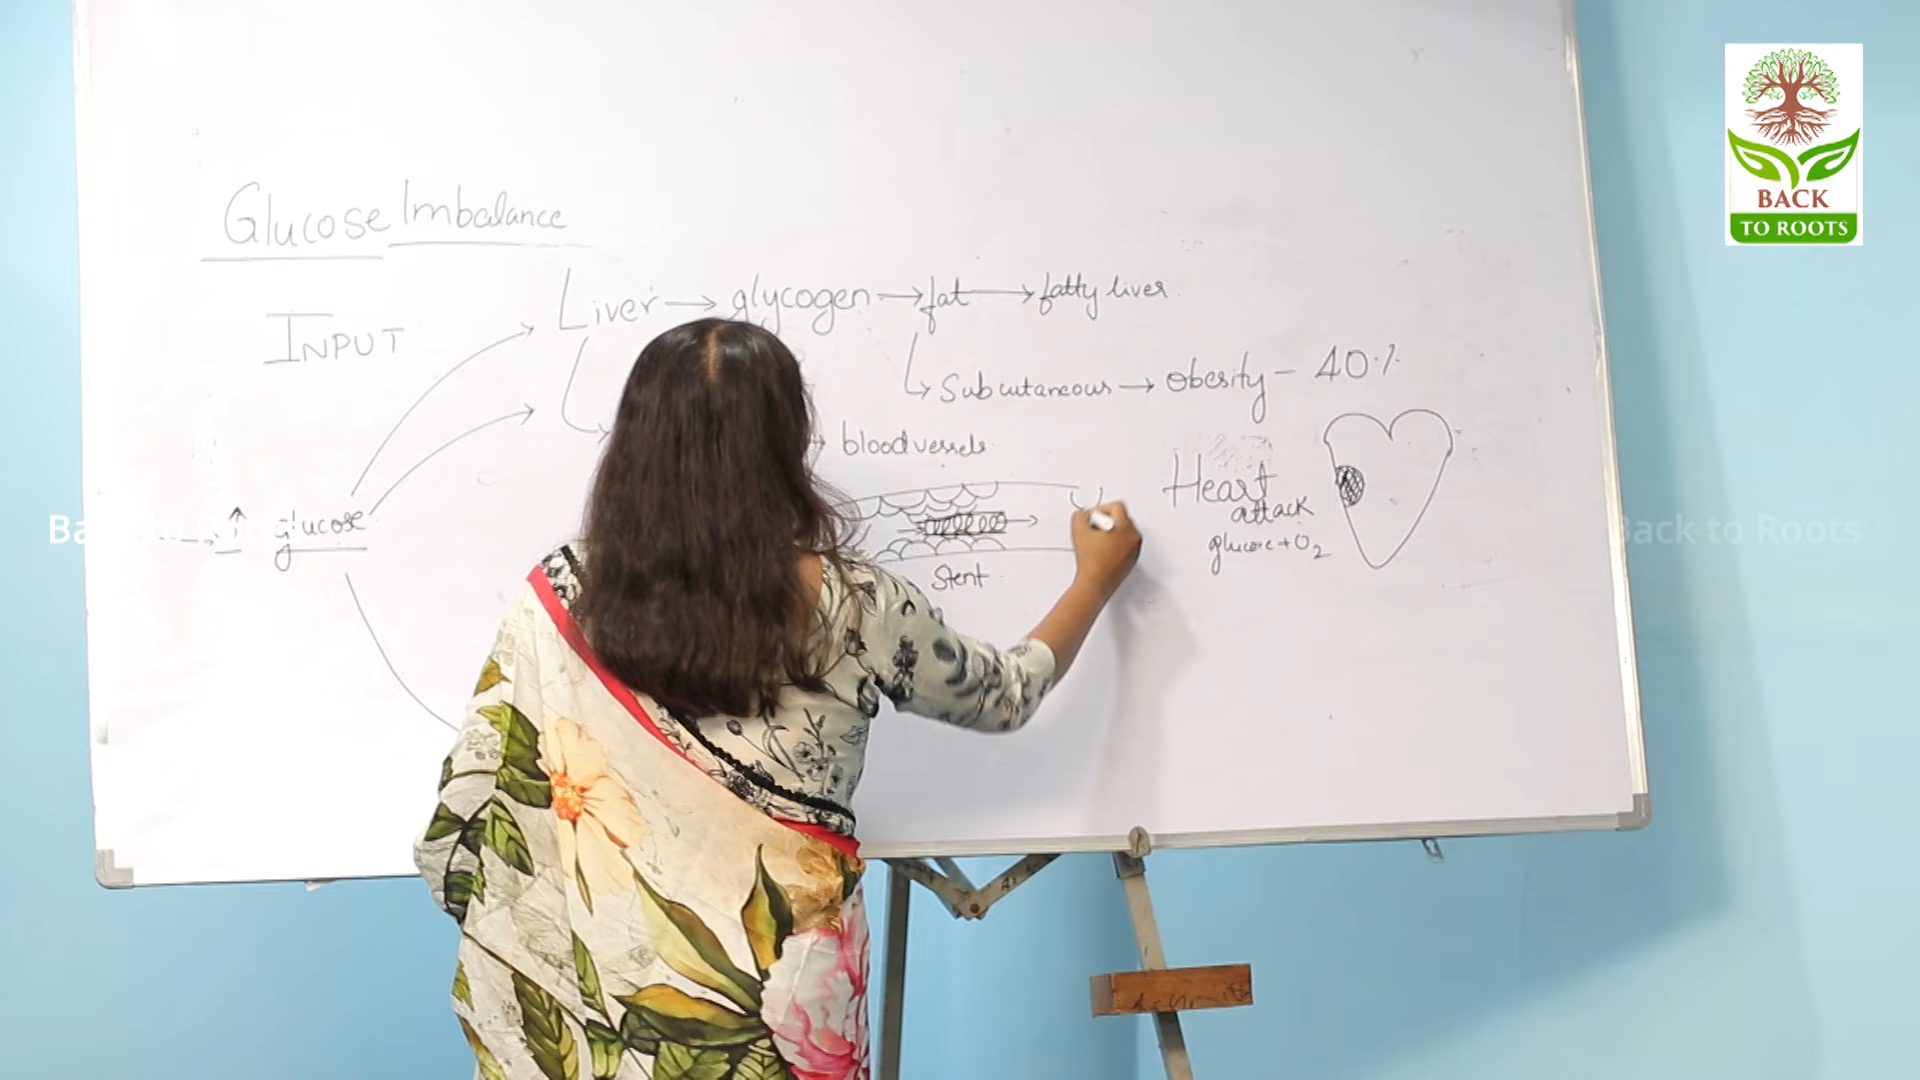 BACK
TO ROOTS
Glucose Imbalance
INPUT
Liver → glycogen → fat → fatty liver
↳ Subcutaneous → Obesity - 40%
→ blood vessels
Heart
attack
glucose + O2
↑ glucose
Stent
Back to Roots